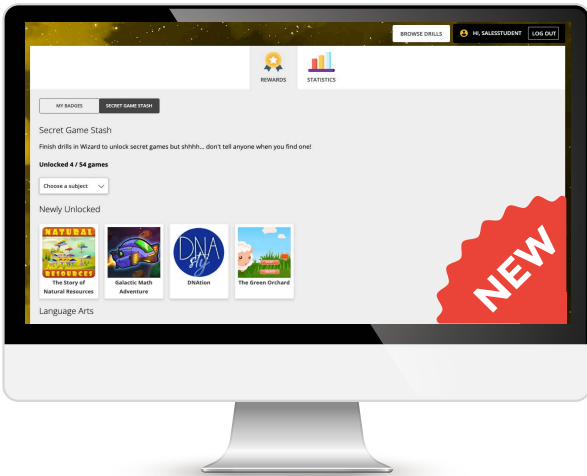 BROWSE DRILLS
HI, SALESSTUDENT
LOG OUT
REWARDS
STATISTICS
MY BADGES
SECRET GAME STASH
Secret Game Stash
Finish drills in Wizard to unlock secret games but shhhh... don't tell anyone when you find one!
Unlocked 4 / 54 games
Choose a subject
Newly Unlocked
NATURAL
RESOURCES
DNA
The Story of
Natural Resources
Galactic Math
Adventure
DNAtion
The Green Orchard
Language Arts
NEW